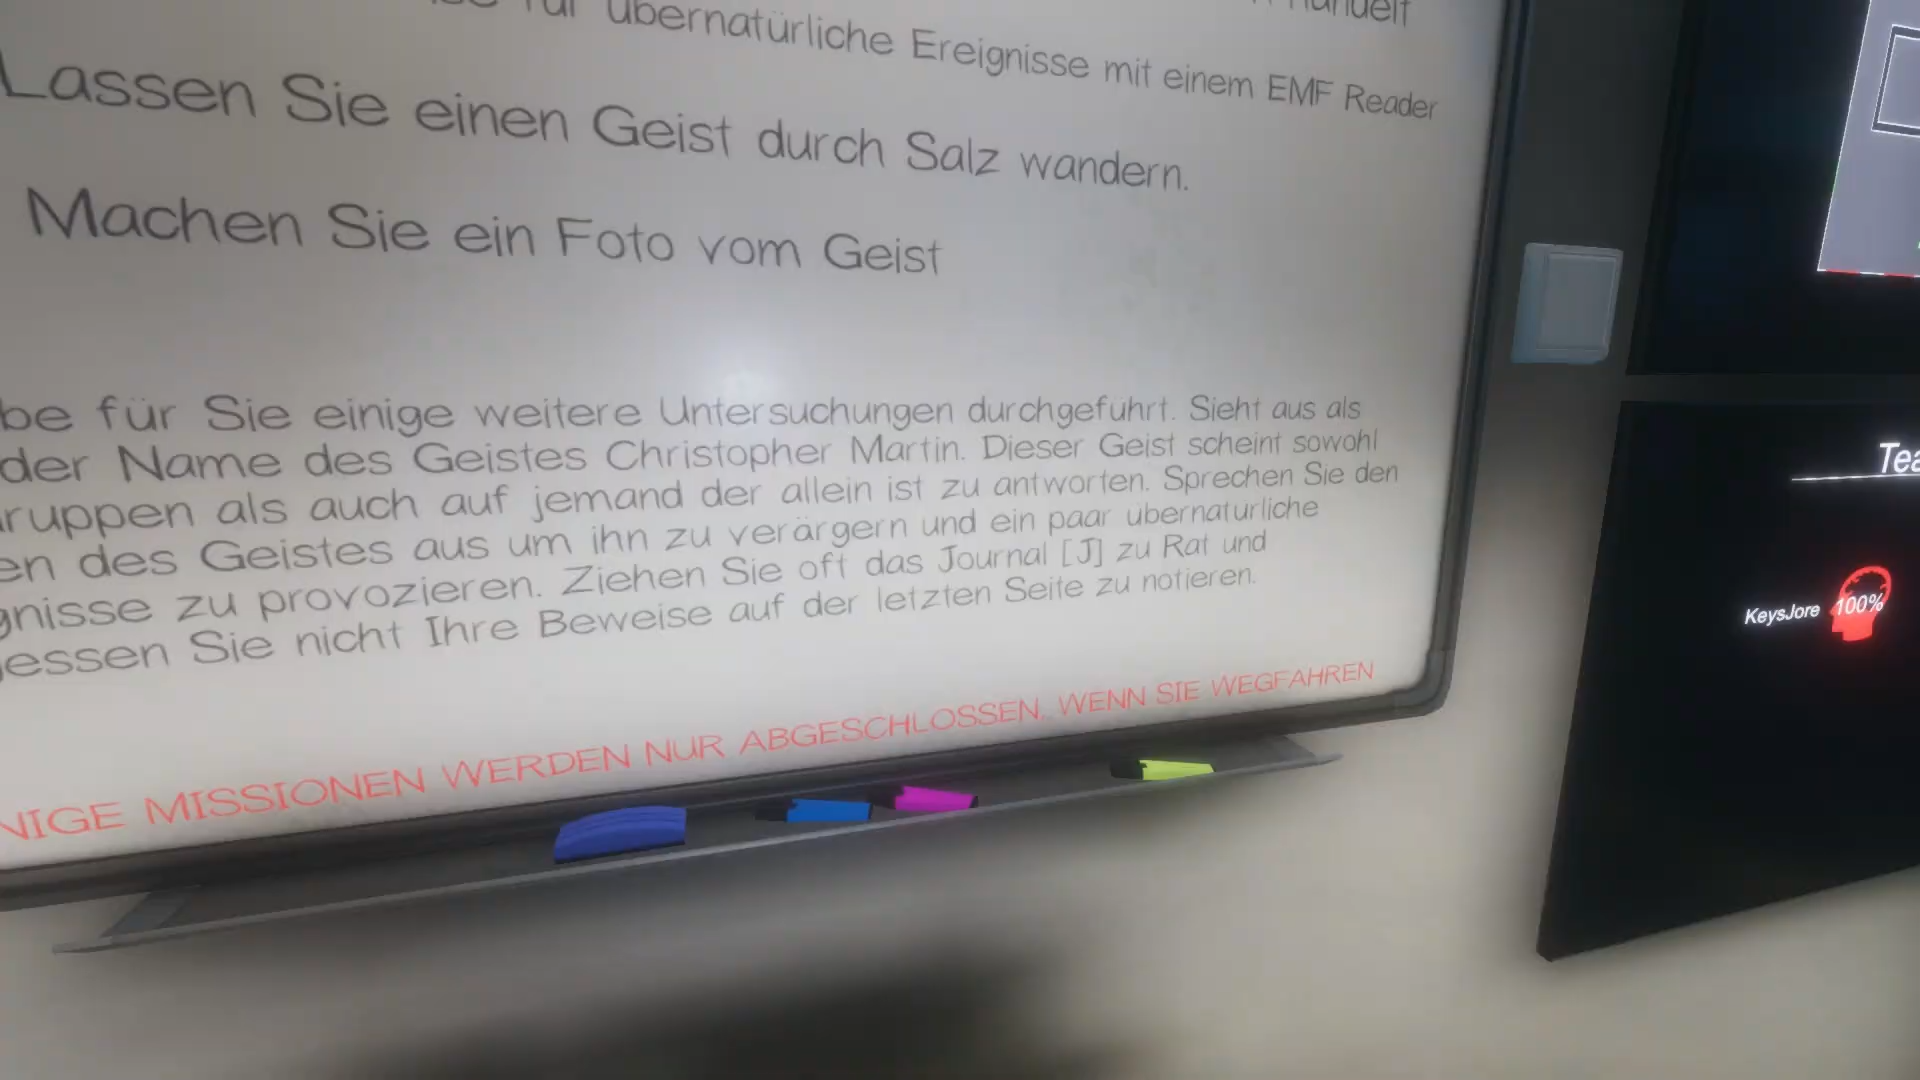 für übernatürliche Ereignisse mit einem EMF Reader
Lassen Sie einen Geist durch Salz wandern.
Machen Sie ein Foto vom Geist
be für Sie einige weitere Untersuchungen durchgeführt. Sieht aus als
der Name des Geistes Christopher Martin. Dieser Geist scheint sowohl
ruppen als auch auf jemand der allein ist zu antworten. Sprechen Sie den
en des Geistes aus um ihn zu verärgern und ein paar übernatürliche
gnisse zu provozieren. Ziehen Sie oft das Journal [J] zu Rat und
essen Sie nicht Ihre Beweise auf der letzten Seite zu notieren.
NIGE MISSIONEN WERDEN NUR ABGESCHLOSSEN, WENN SIE WEGFAHREN
Tea
KeysJore 100%